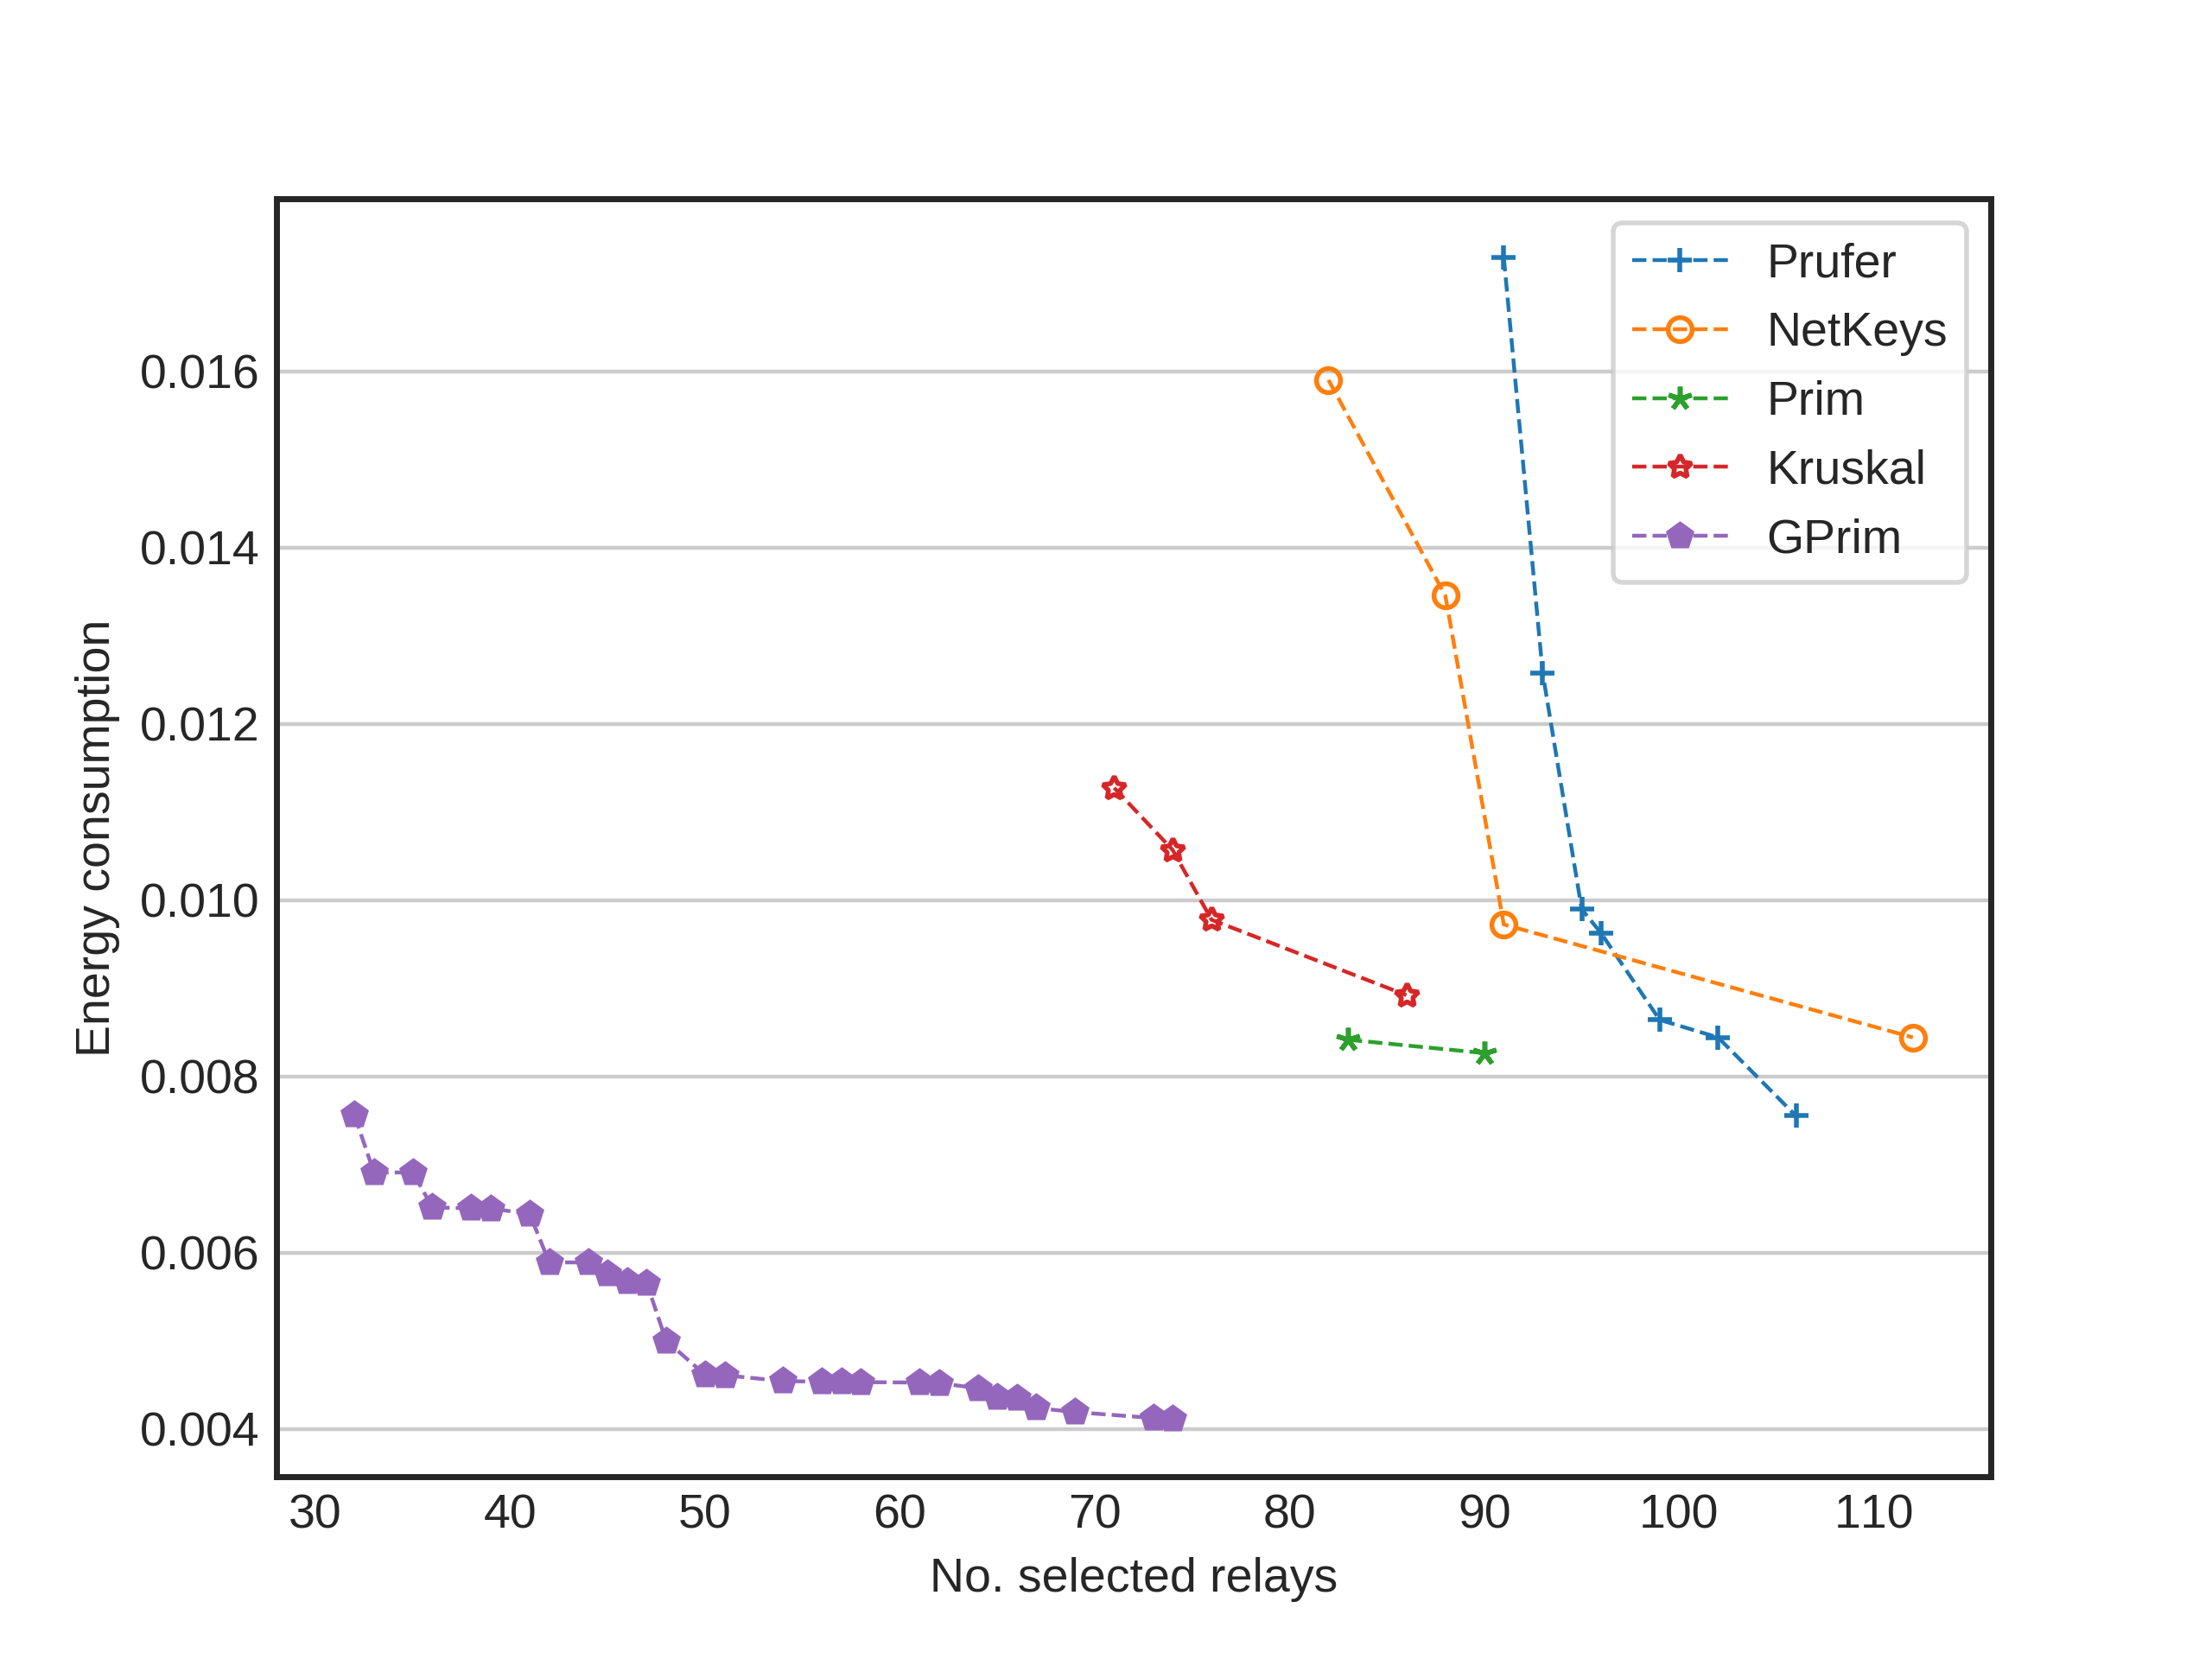 Prufer
NetKeys
Prim
Kruskal
GPrim
0.016
0.014
0.012
0.010
0.008
0.006
0.004
Energy consumption
30 40 50 60 70 80 90 100 110
No. selected relays